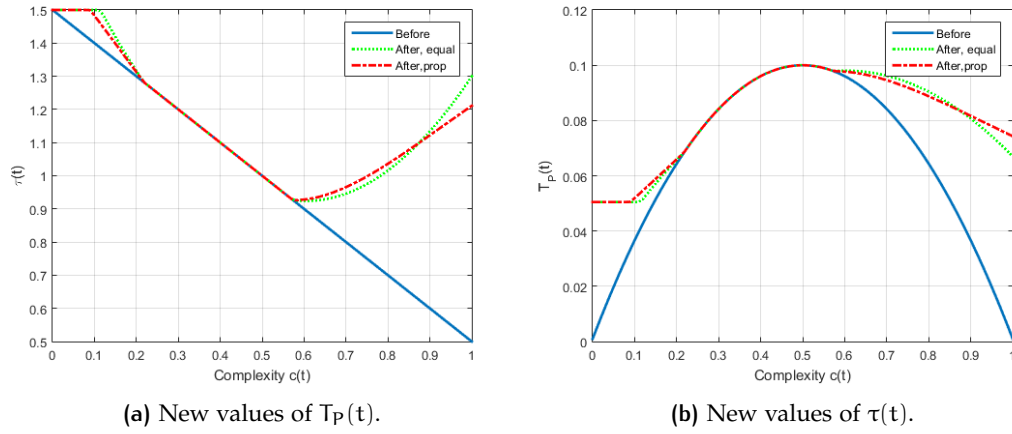 1.5
1.4
1.3
1.2
1.1
1
0.9
0.8
0.7
0.6
0.5
τ(t)
0 0.1 0.2 0.3 0.4 0.5 0.6 0.7 0.8 0.9 1
Complexity c(t)
Before
After, equal
After,prop
(a) New values of TP(t).
0.12
0.1
0.08
0.06
0.04
0.02
0
TP(t)
0 0.1 0.2 0.3 0.4 0.5 0.6 0.7 0.8 0.9 1
Complexity c(t)
Before
After, equal
After,prop
(b) New values of τ(t).